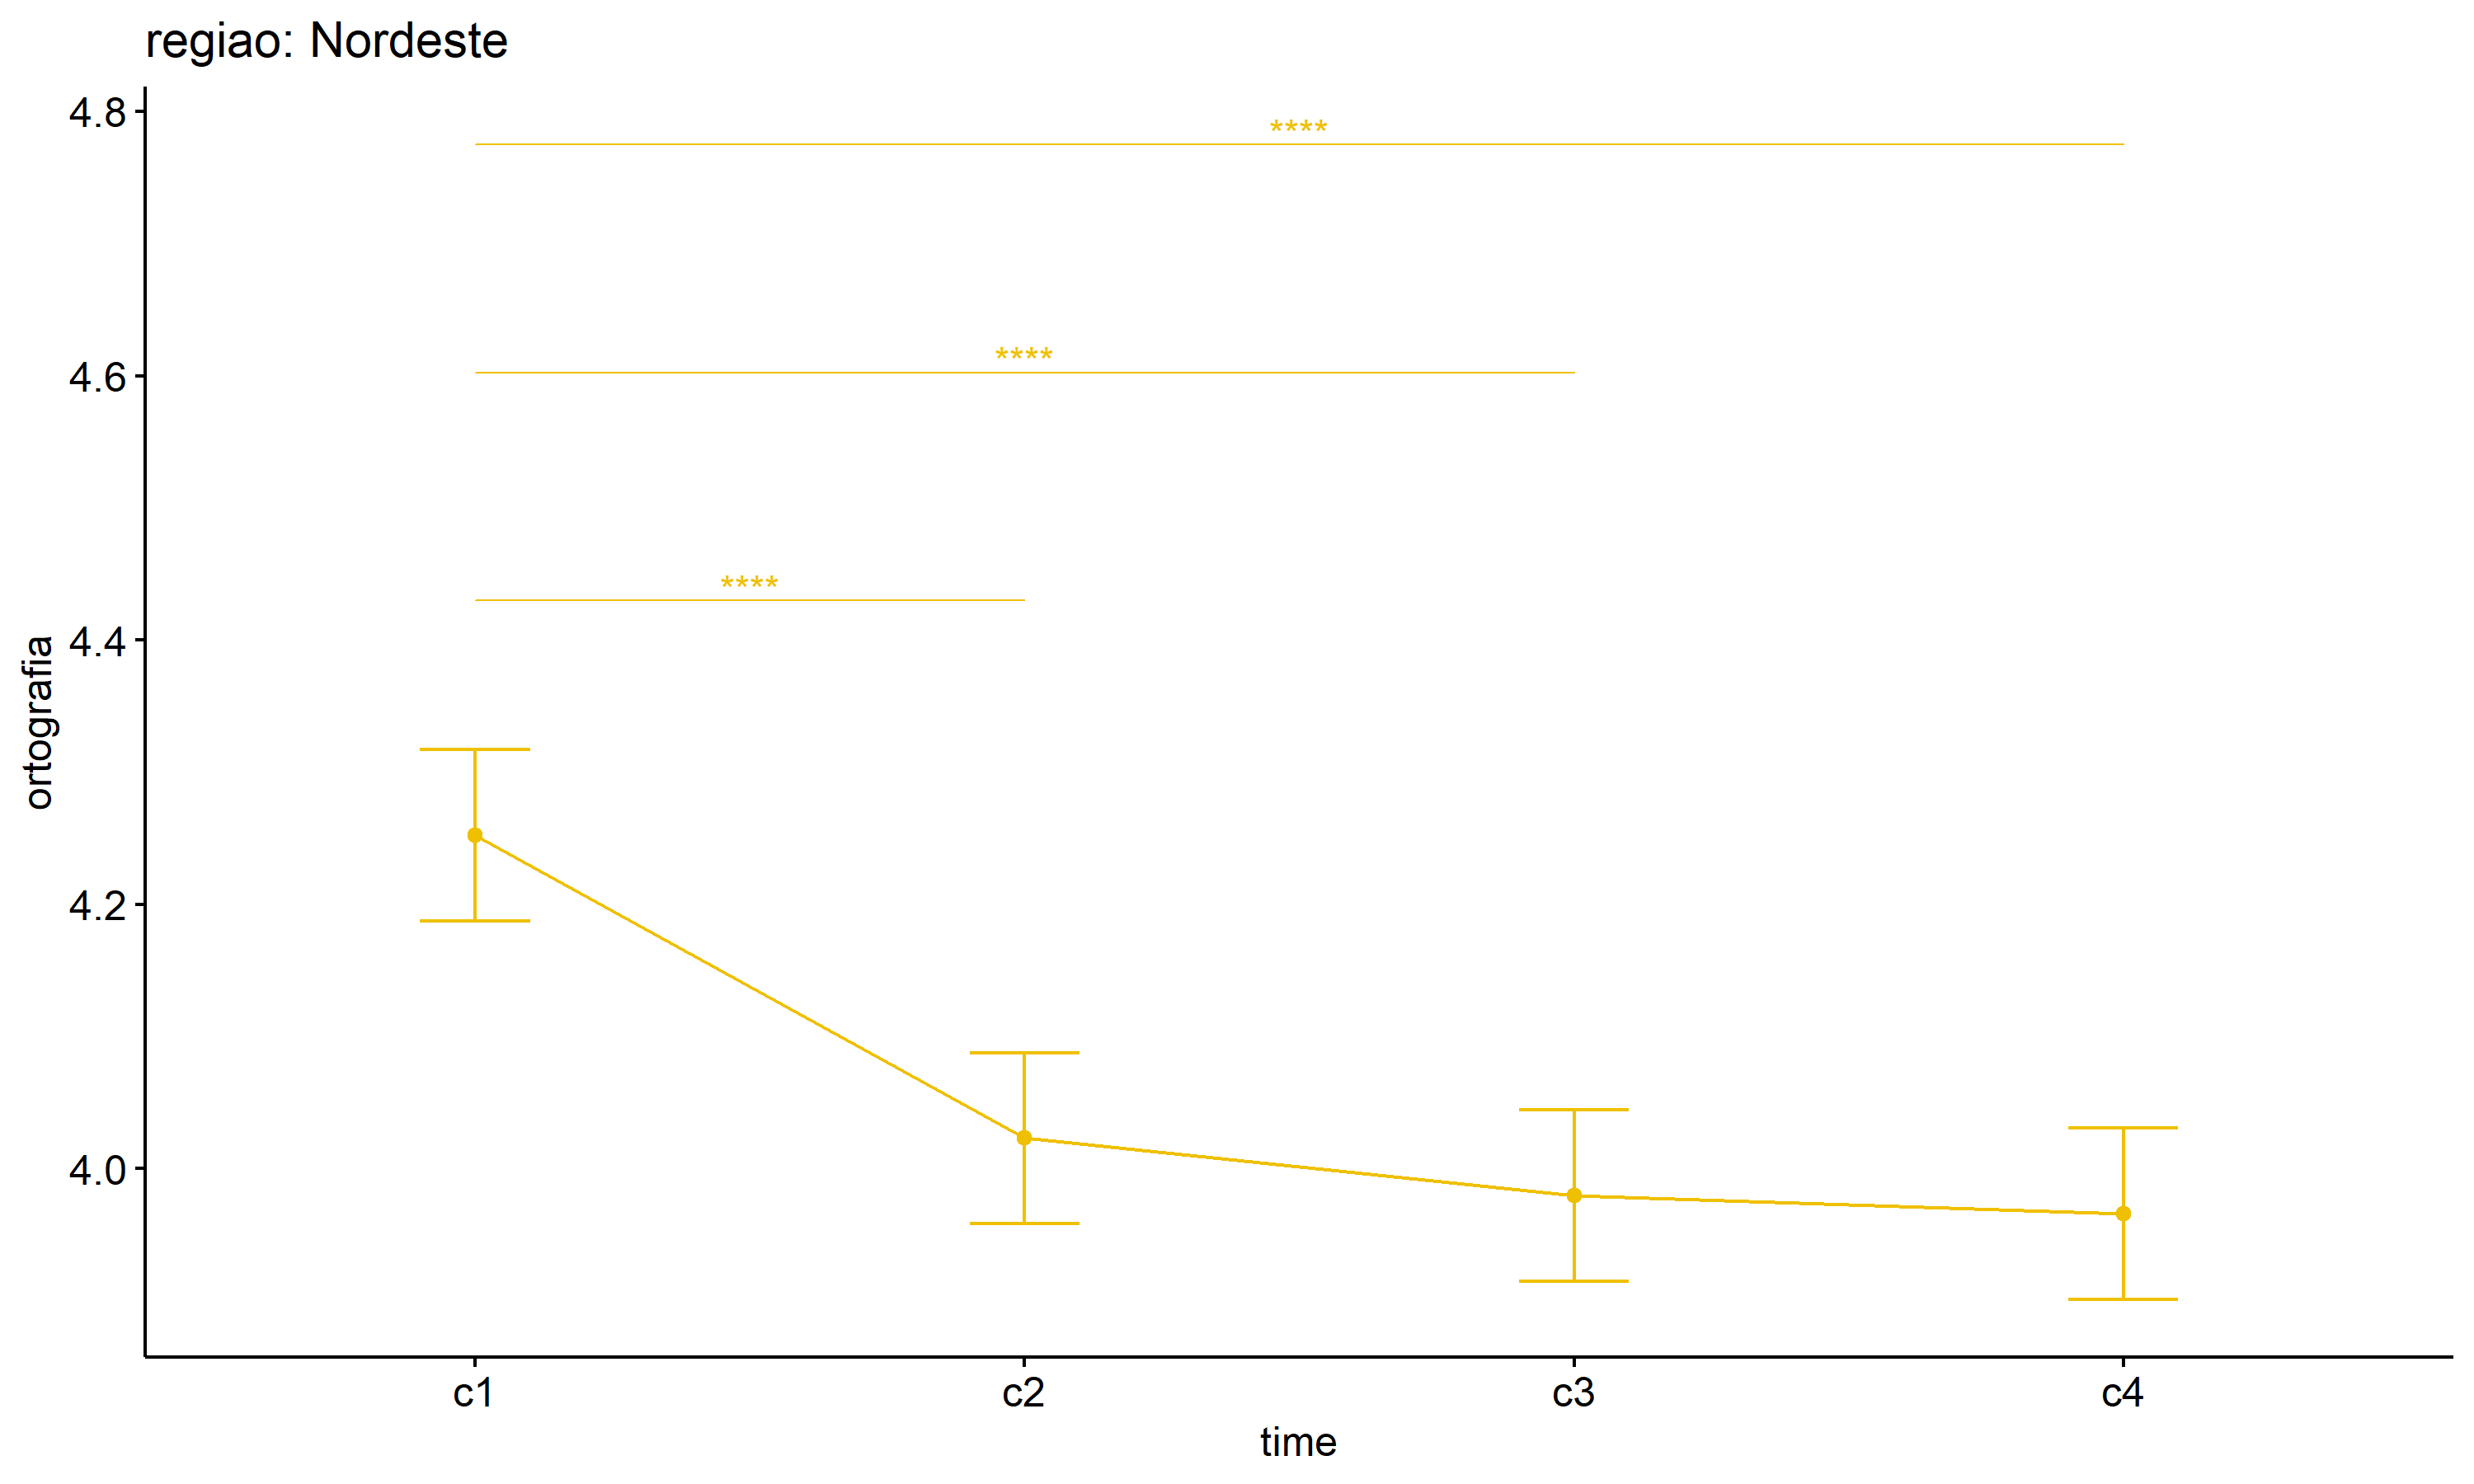 regiao: Nordeste
4.8
****
4.6
****
****
4.4
ortografia
4.2
4.0
c1 c2 c3 c4
time